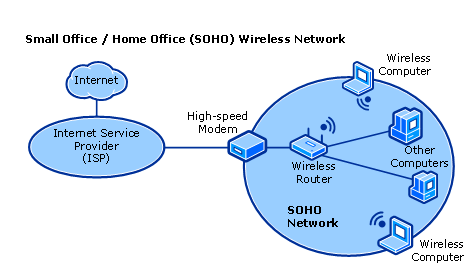 Small Office / Home Office (SOHO) Wireless Network
Wireless
Computer
Internet
High-speed
Modem
Internet Service
Provider
(ISP)
Other
Computers
Wireless
Router
SOHO
Network
Wireless
Computer